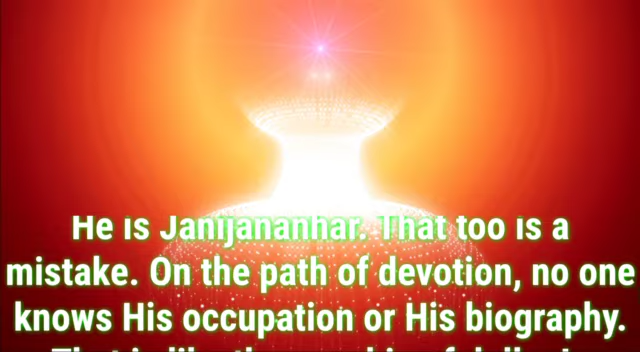 He is Janijananhar. That too is a
mistake. On the path of devotion, no one
knows His occupation or His biography.